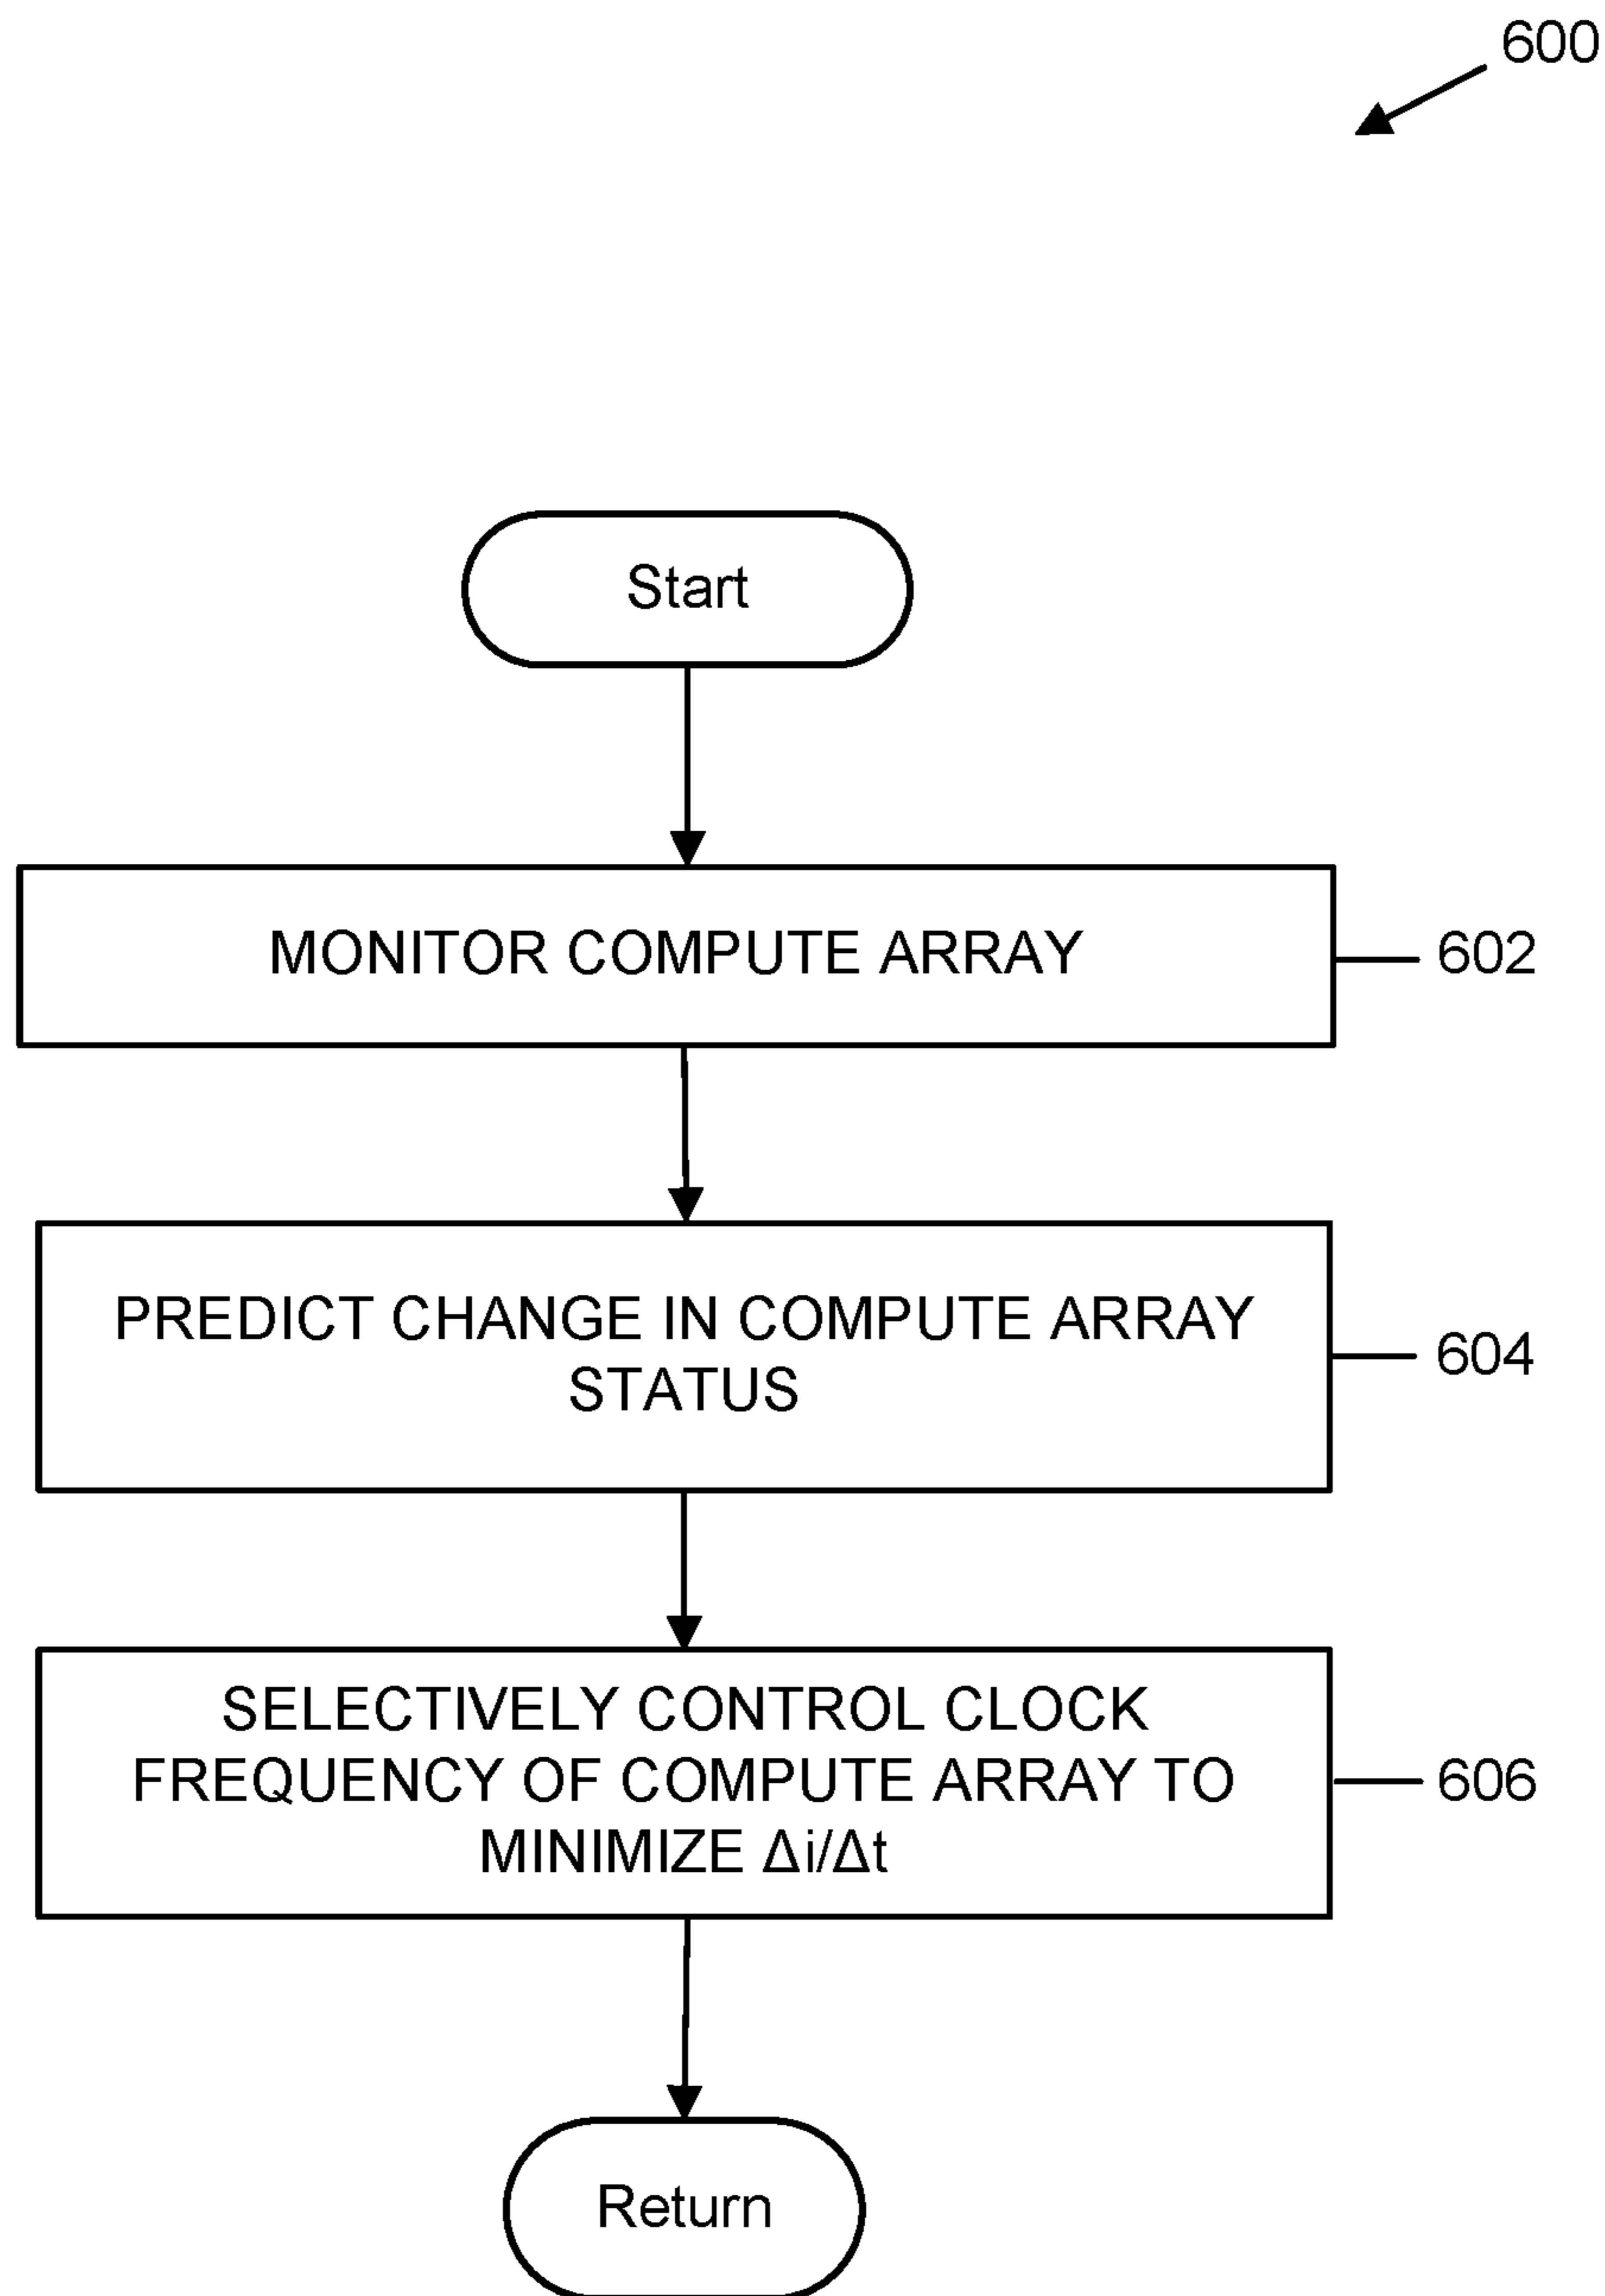 600
Start
MONITOR COMPUTE ARRAY
602
PREDICT CHANGE IN COMPUTE ARRAY
STATUS
604
SELECTIVELY CONTROL CLOCK
FREQUENCY OF COMPUTE ARRAY TO
MINIMIZE Δi/Δt
606
Return